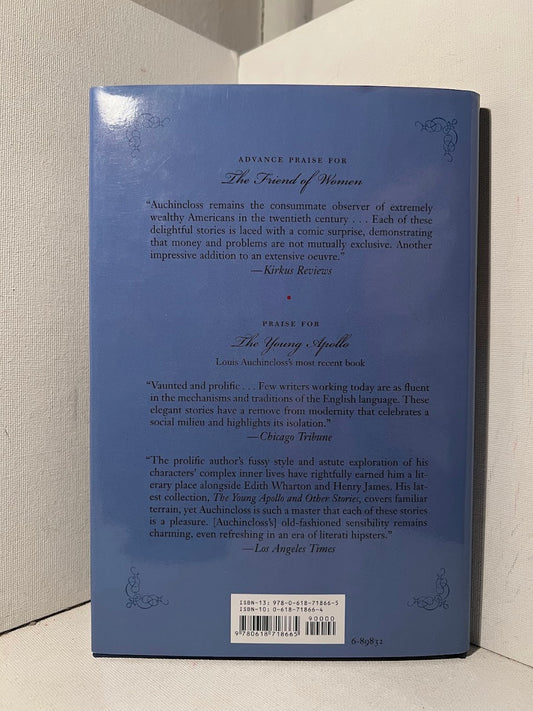 ADVANCE PRAISE FOR
The Friend of Women
“Auchincloss remains the consummate observer of extremely
wealthy Americans in the twentieth century . . . Each of these
delightful stories is laced with a comic surprise, demonstrating
that money and problems are not mutually exclusive. Another
impressive addition to an extensive oeuvre.”
—Kirkus Reviews
PRAISE FOR
The Young Apollo
Louis Auchincloss’s most recent book
“Vaunted and prolific . . . Few writers working today are as fluent
in the mechanisms and traditions of the English language. These
elegant stories have a remove from modernity that celebrates a
social milieu and highlights its isolation.”
—Chicago Tribune
“The prolific author’s fussy style and astute exploration of his
characters’ complex inner lives have rightfully earned him a lit-
erary place alongside Edith Wharton and Henry James. His lat-
est collection, The Young Apollo and Other Stories, covers familiar
terrain, yet Auchincloss is such a master that each of these stories
is a pleasure. [Auchincloss’s] old-fashioned sensibility remains
charming, even refreshing in an era of literati hipsters.”
—Los Angeles Times
ISBN-13: 978-0-618-71866-5
ISBN-10: 0-618-71866-4
90000
9 780618 718665
6-89832